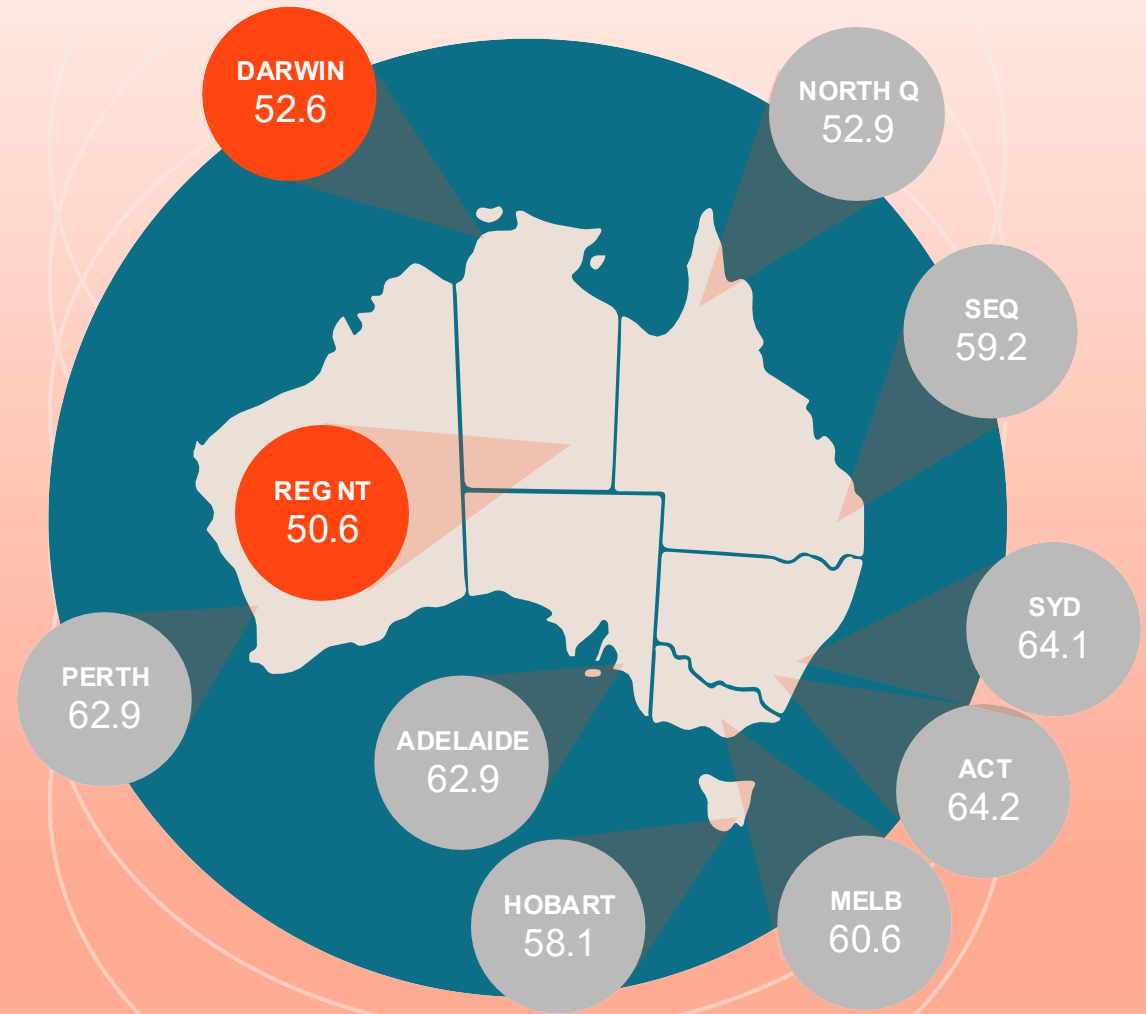 DARWIN
52.6
NORTH Q
52.9
SEQ
59.2
REG NT
50.6
SYD
64.1
PERTH
62.9
ADELAIDE
62.9
ACT
64.2
HOBART
58.1
MELB
60.6